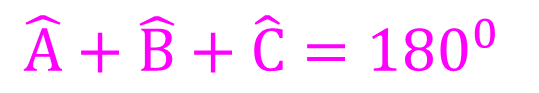 Â + B̂ + Ĉ = 180⁰